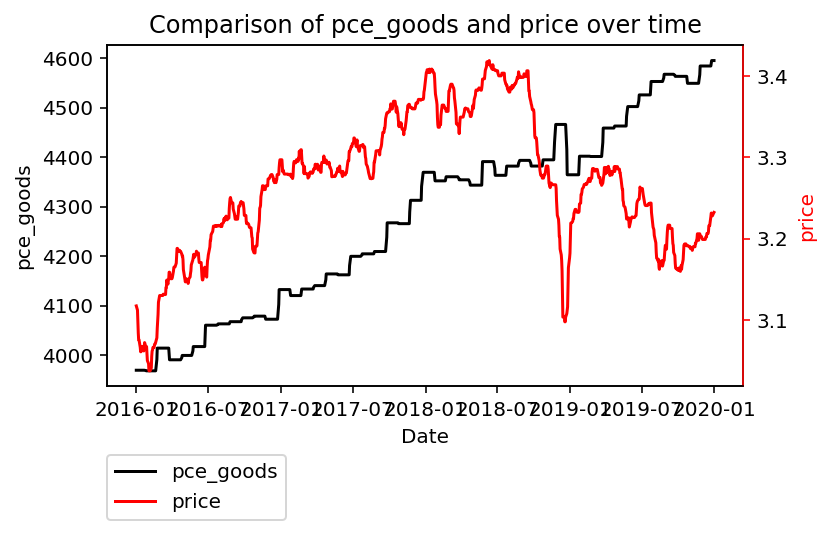 Comparison of pce_goods and price over time
4600
4500
4400
4300
4200
4100
4000
pce_goods
3.4
3.3
3.2
3.1
price
2016-01 2016-07 2017-01 2017-07 2018-01 2018-07 2019-01 2019-07 2020-01
Date
pce_goods
price